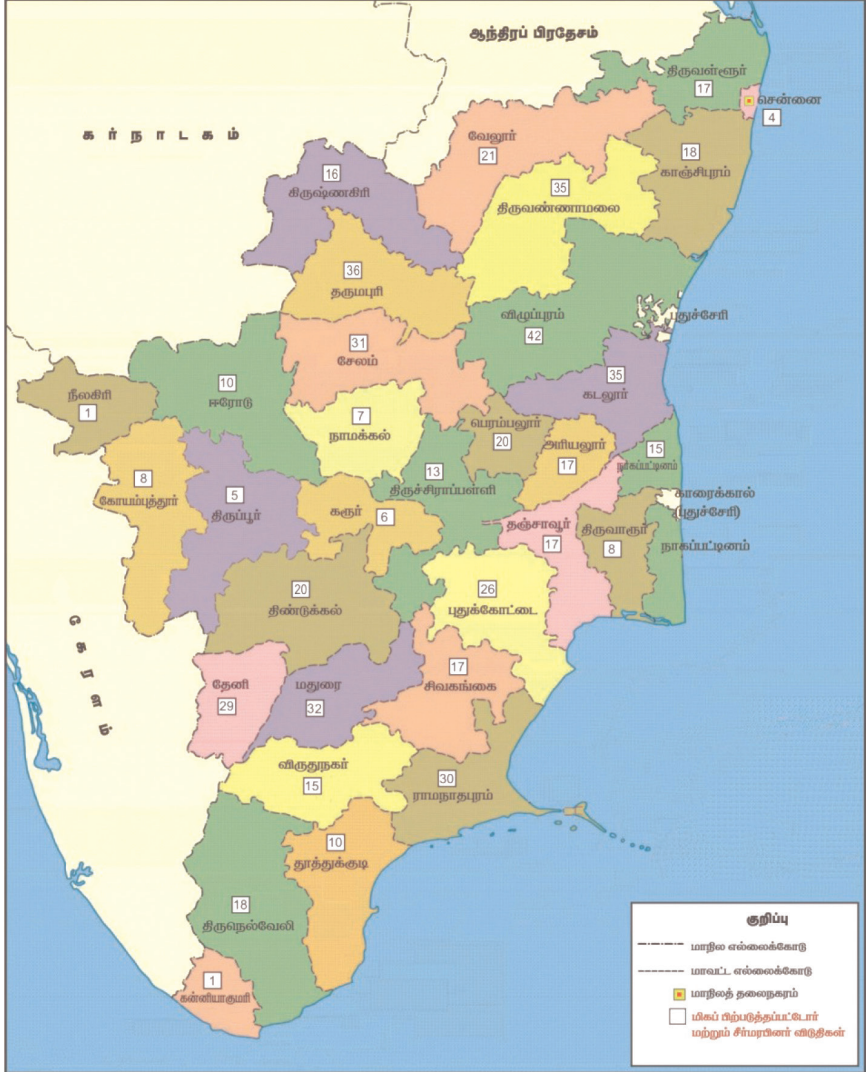 ஆந்திரப் பிரதேசம்
திருவள்ளூர்
17
சென்னை
4
கர்நாடகம்
வேலூர்
21
18
காஞ்சிபுரம்
16
கிருஷ்ணகிரி
35
திருவண்ணாமலை
36
தருமபுரி
விழுப்புரம்
42
புதுச்சேரி
31
சேலம்
35
கடலூர்
நீலகிரி
1
10
ஈரோடு
7
நாமக்கல்
பெரம்பலூர்
20
அரியலூர்
17
15
நாகப்பட்டினம்
8
கோயம்புத்தூர்
5
திருப்பூர்
கரூர்
6
13
திருச்சிராப்பள்ளி
காரைக்கால்
(புதுச்சேரி)
தஞ்சாவூர்
17
திருவாரூர்
8
நாகப்பட்டினம்
20
திண்டுக்கல்
26
புதுக்கோட்டை
கேரளம்
தேனி
29
மதுரை
32
17
சிவகங்கை
விருதுநகர்
15
30
ராமநாதபுரம்
10
தூத்துக்குடி
18
திருநெல்வேலி
1
கன்னியாகுமரி
குறிப்பு
மாநில எல்லைக்கோடு
மாவட்ட எல்லைக்கோடு
மாநிலத் தலைநகரம்
மிகப் பிற்படுத்தப்பட்டோர்
மற்றும் சீர்மரபினர் விடுதிகள்